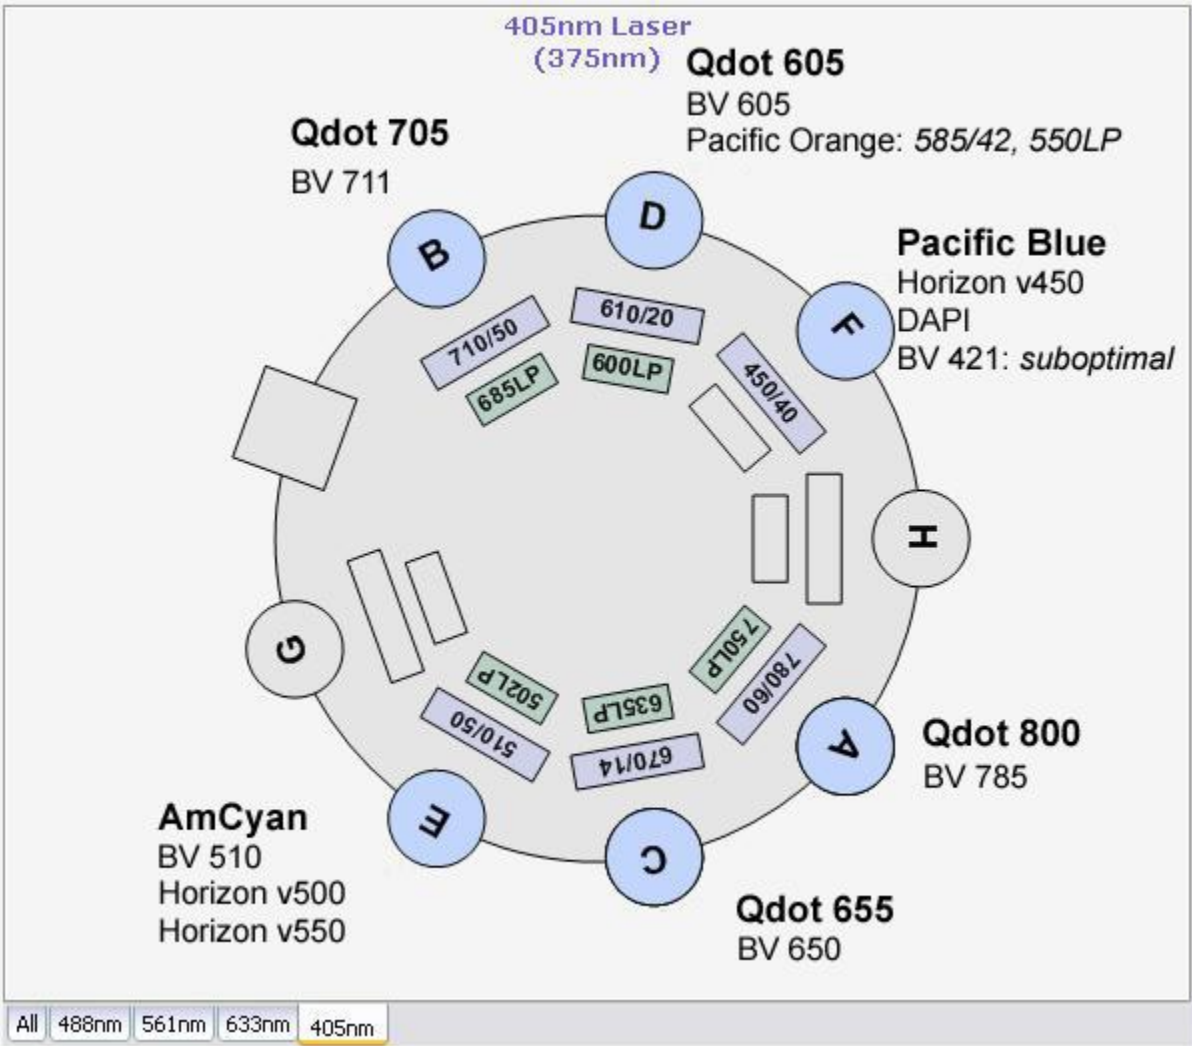 405nm Laser
(375nm)
Qdot 605
BV 605
Pacific Orange: 585/42, 550LP
Qdot 705
BV 711
D
B
Pacific Blue
Horizon v450
DAPI
BV 421: suboptimal
F
610/20
710/50
600LP
685LP
450/40
H
750LP
780/60
G
502LP
635LP
510/50
670/14
A
Qdot 800
BV 785
E
C
AmCyan
BV 510
Horizon v500
Horizon v550
Qdot 655
BV 650
All 488nm 561nm 633nm 405nm